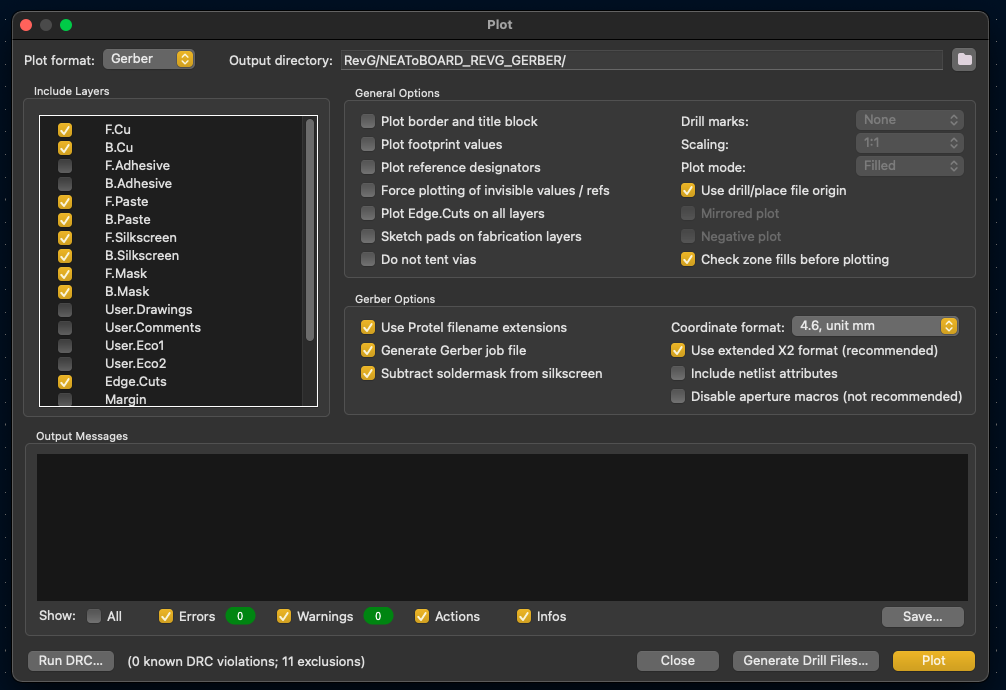 Plot
Plot format: Gerber Output directory: RevG/NEAToBOARD_REVG_GERBER/
Include Layers
F.Cu
B.Cu
F.Adhesive
B.Adhesive
F.Paste
B.Paste
F.Silkscreen
B.Silkscreen
F.Mask
B.Mask
User.Drawings
User.Comments
User.Eco1
User.Eco2
Edge.Cuts
Margin
General Options
Plot border and title block
Plot footprint values
Plot reference designators
Force plotting of invisible values / refs
Plot Edge.Cuts on all layers
Sketch pads on fabrication layers
Do not tent vias
Drill marks: None
Scaling: 1:1
Plot mode: Filled
Use drill/place file origin
Mirrored plot
Negative plot
Check zone fills before plotting
Gerber Options
Use Protel filename extensions
Generate Gerber job file
Subtract soldermask from silkscreen
Coordinate format: 4.6, unit mm
Use extended X2 format (recommended)
Include netlist attributes
Disable aperture macros (not recommended)
Output Messages
Show: All Errors 0 Warnings 0 Actions Infos Save...
Run DRC... (0 known DRC violations; 11 exclusions) Close Generate Drill Files... Plot